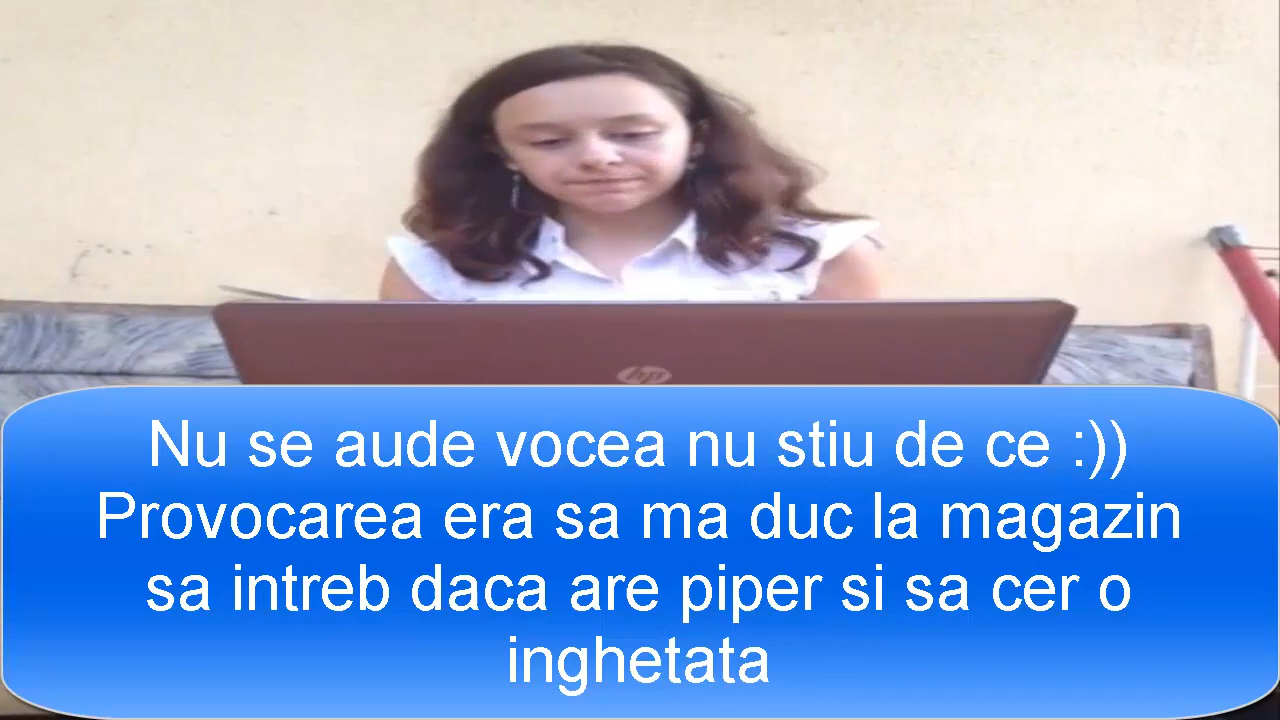 hp
Nu se aude vocea nu stiu de ce :))
Provocarea era sa ma duc la magazin
sa intreb daca are piper si sa cer o
inghetata